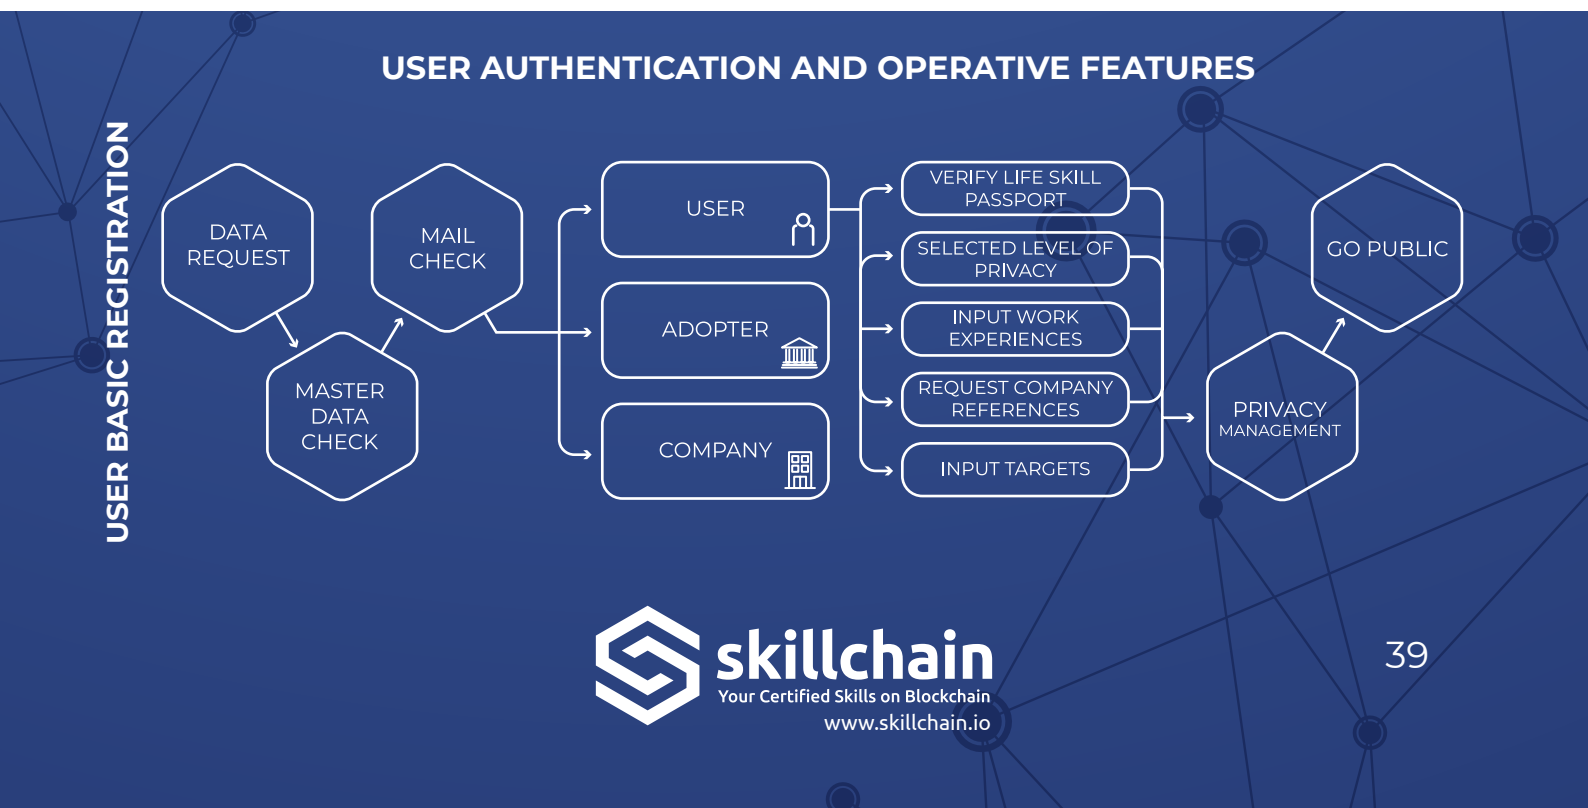 USER AUTHENTICATION AND OPERATIVE FEATURES
USER BASIC REGISTRATION
DATA
REQUEST
MASTER
DATA
CHECK
MAIL
CHECK
USER
ADOPTER
COMPANY
VERIFY LIFE SKILL
PASSPORT
SELECTED LEVEL OF
PRIVACY
INPUT WORK
EXPERIENCES
REQUEST COMPANY
REFERENCES
INPUT TARGETS
PRIVACY
MANAGEMENT
GO PUBLIC
skillchain
Your Certified Skills on Blockchain
www.skillchain.io
39